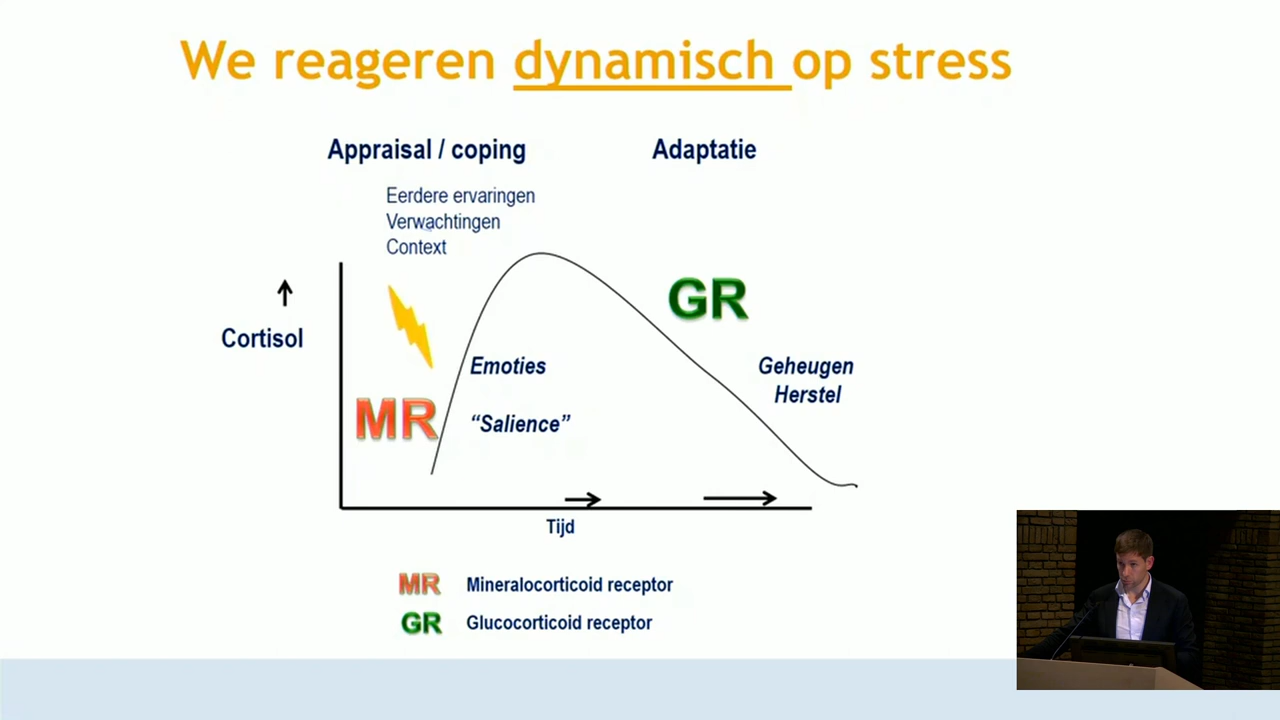 We reageren dynamisch op stress
Appraisal / coping
Adaptatie
Eerdere ervaringen
Verwachtingen
Context
GR
Cortisol
Emoties
Geheugen
Herstel
MR
"Salience"
Tijd
MR Mineralocorticoid receptor
GR Glucocorticoid receptor